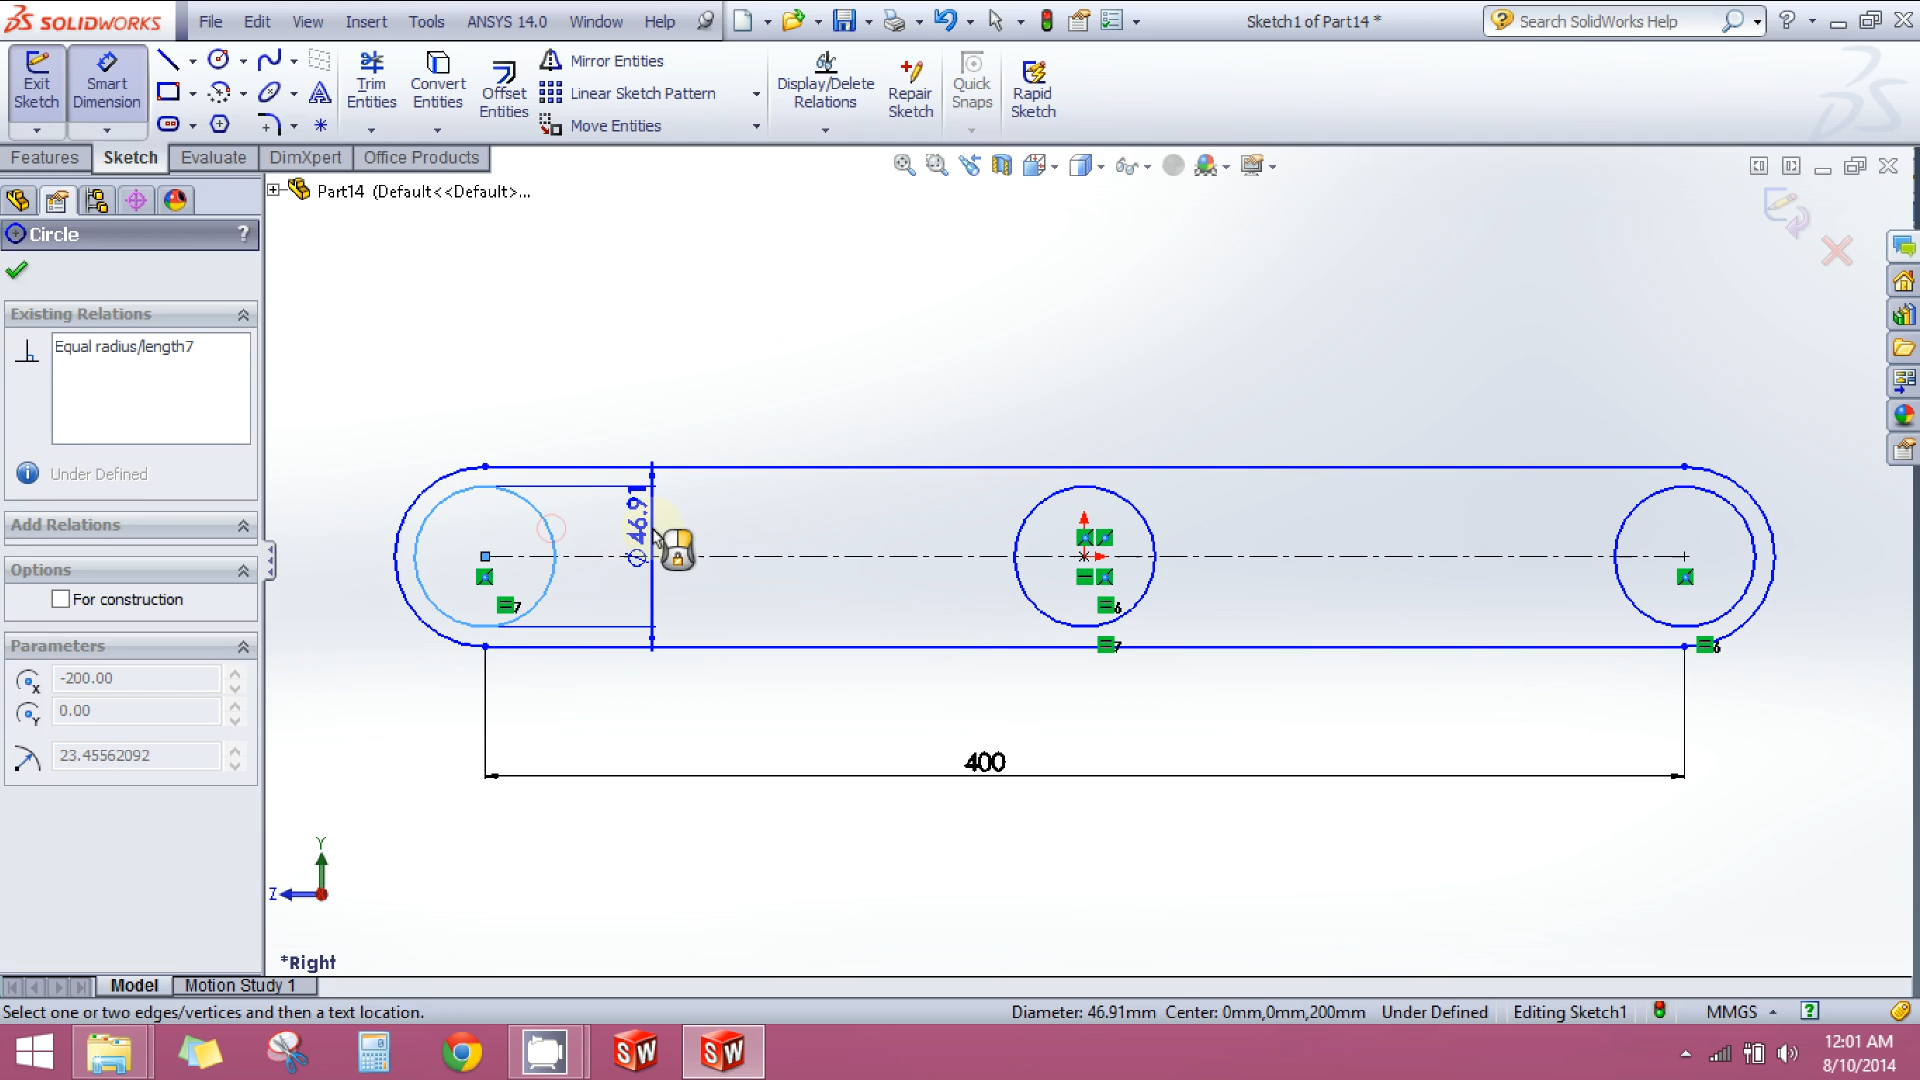 SOLIDWORKS File Edit View Insert Tools ANSYS 14.0 Window Help Sketch1 of Part14 * Search SolidWorks Help
Exit Sketch
Smart Dimension
Trim Entities
Convert Entities
Offset Entities
Mirror Entities
Linear Sketch Pattern
Move Entities
Display/Delete Relations
Repair Sketch
Quick Snaps
Rapid Sketch
Features Sketch Evaluate DimXpert Office Products
Part14 (Default<<Default>...
Circle ?
Existing Relations
Equal radius/length7
Under Defined
Add Relations
Options
For construction
Parameters
-200.00
0.00
23.45562092
∅ 46.91
7
6
7
6
400
Y
Z
*Right
Model Motion Study 1
Select one or two edges/vertices and then a text location. Diameter: 46.91mm Center: 0mm,0mm,200mm Under Defined Editing Sketch1 MMGS
12:01 AM
8/10/2014